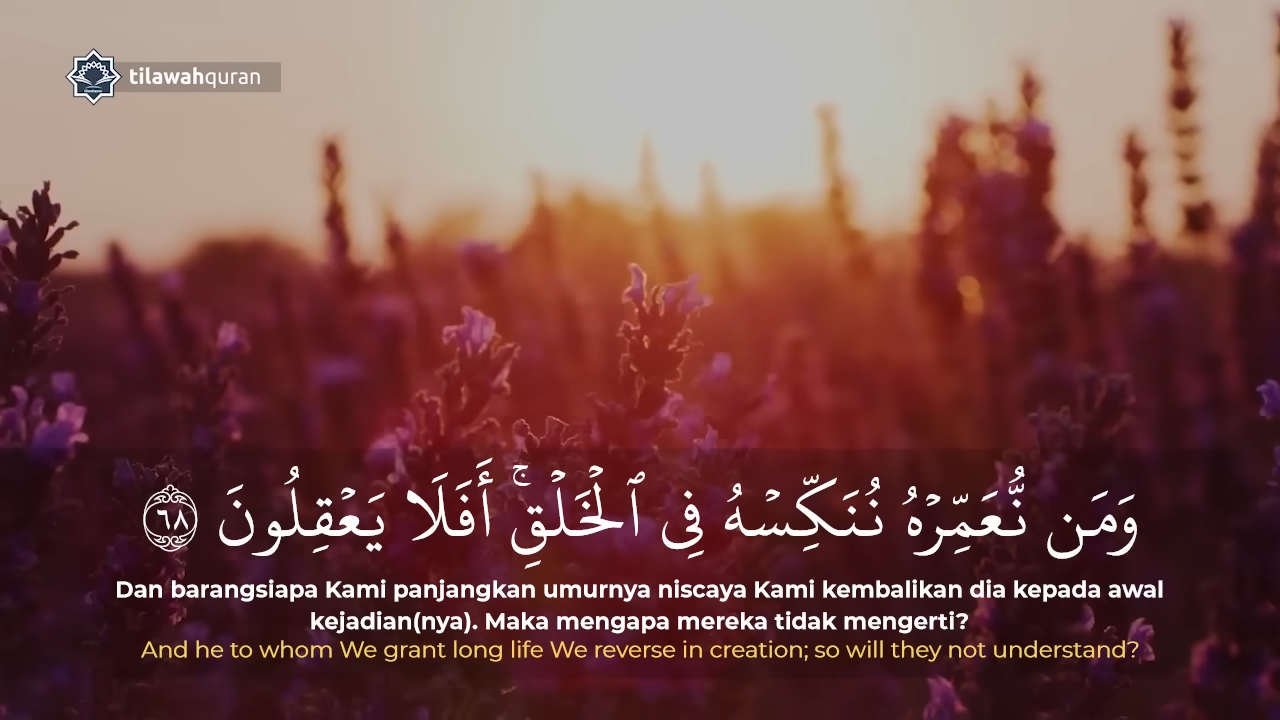 tilawahquran
وَمَن نُّعَمِّرْهُ نُنَكِّسْهُ فِى ٱلْخَلْقِ ۚ أَفَلَا يَعْقِلُونَ ٦٨
Dan barangsiapa Kami panjangkan umurnya niscaya Kami kembalikan dia kepada awal
kejadian(nya). Maka mengapa mereka tidak mengerti?
And he to whom We grant long life We reverse in creation; so will they not understand?